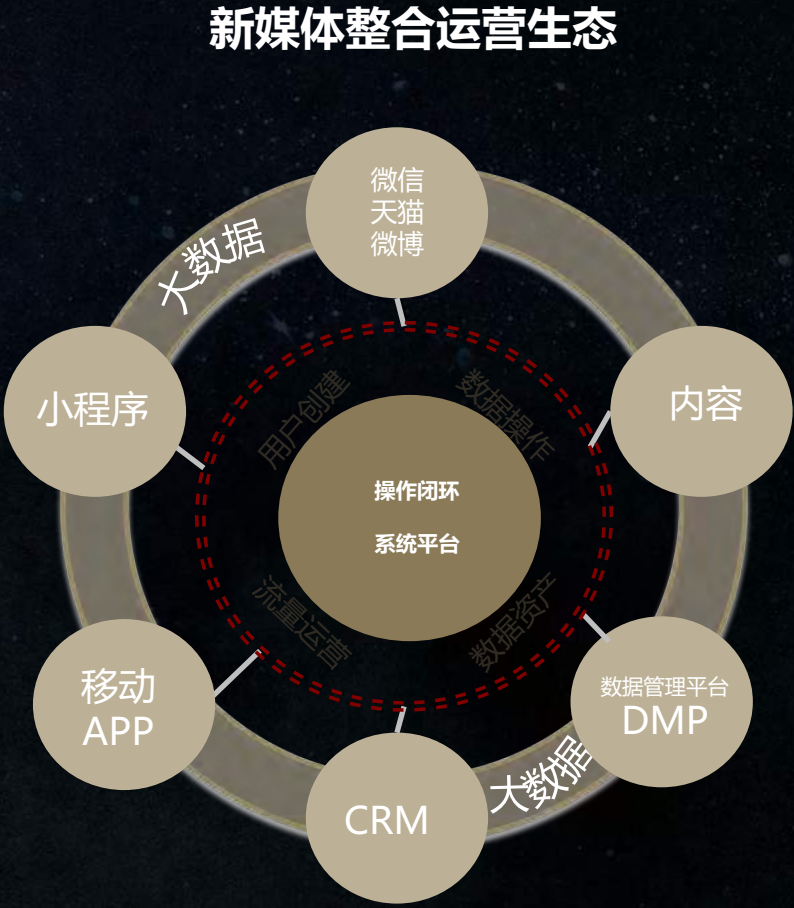 新媒体整合运营生态
微信
天猫
微博
大数据
小程序
内容
用户创建
数据操作
操作闭环
系统平台
流量运营
数据资产
移动
APP
数据管理平台
DMP
大数据
CRM